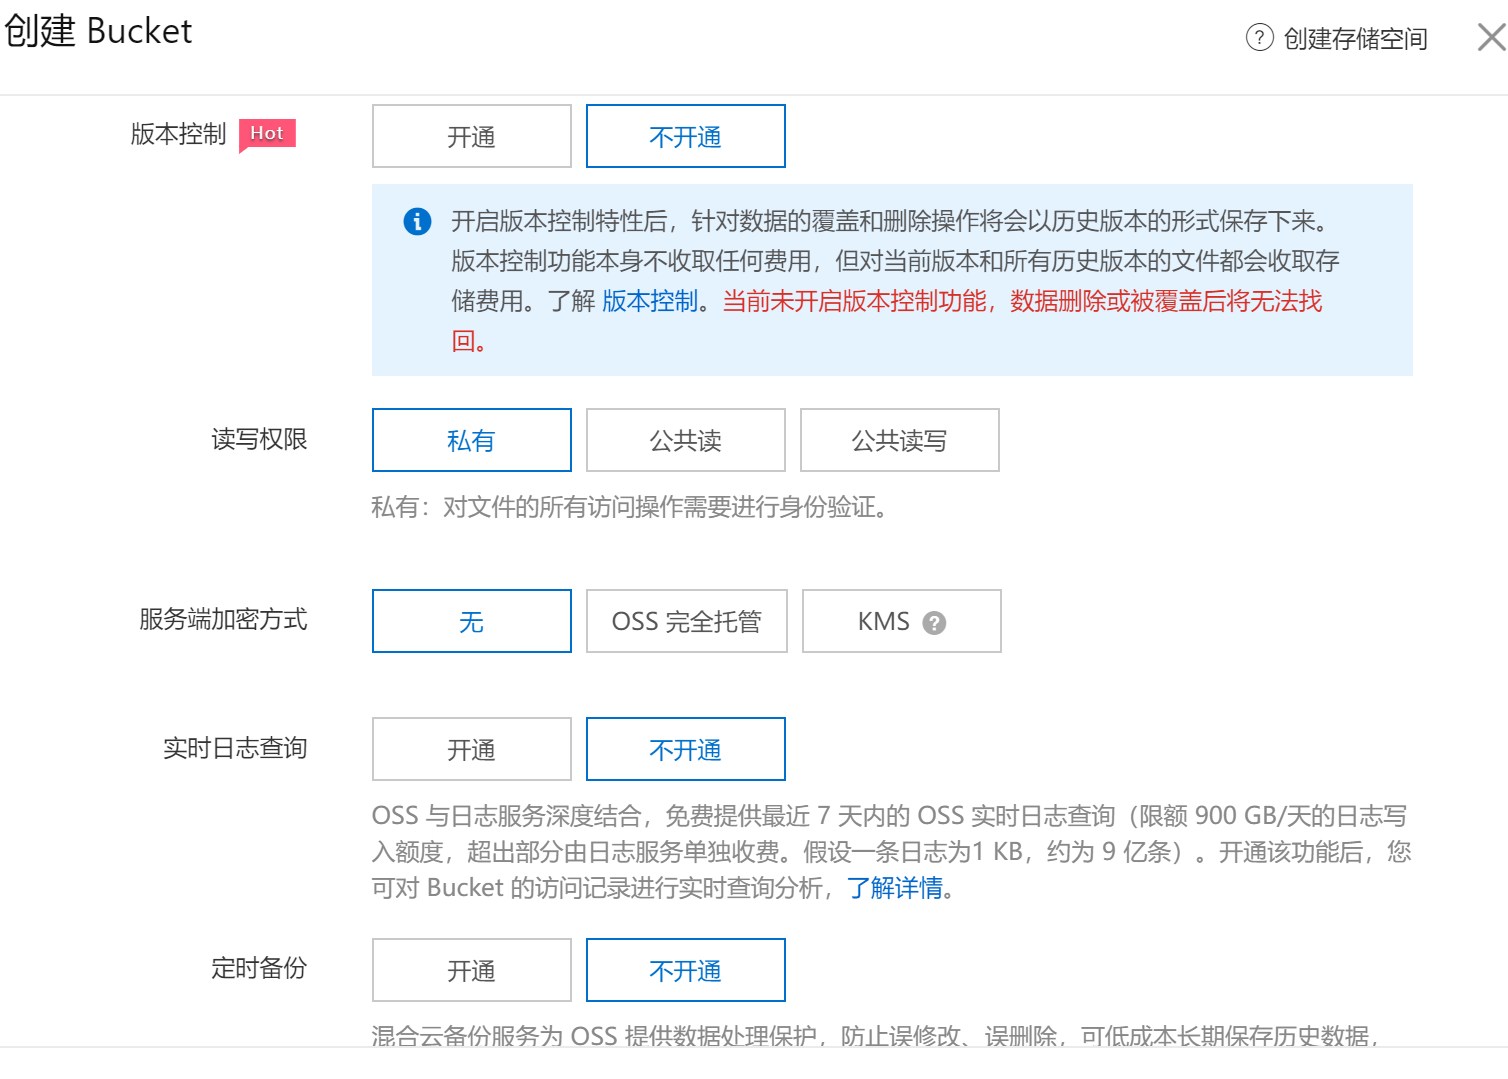 创建 Bucket
? 创建存储空间
版本控制 Hot
开通 不开通
开启版本控制特性后，针对数据的覆盖和删除操作将会以历史版本的形式保存下来。
版本控制功能本身不收取任何费用，但对当前版本和所有历史版本的文件都会收取存
储费用。了解 版本控制。当前未开启版本控制功能，数据删除或被覆盖后将无法找
回。
读写权限
私有 公共读 公共读写
私有：对文件的所有访问操作需要进行身份验证。
服务端加密方式
无 OSS 完全托管 KMS ?
实时日志查询
开通 不开通
OSS 与日志服务深度结合，免费提供最近 7 天内的 OSS 实时日志查询（限额 900 GB/天的日志写
入额度，超出部分由日志服务单独收费。假设一条日志为1 KB，约为 9 亿条）。开通该功能后，您
可对 Bucket 的访问记录进行实时查询分析，了解详情。
定时备份
开通 不开通
混合云备份服务为 OSS 提供数据处理保护，防止误修改、误删除，可低成本长期保存历史数据，